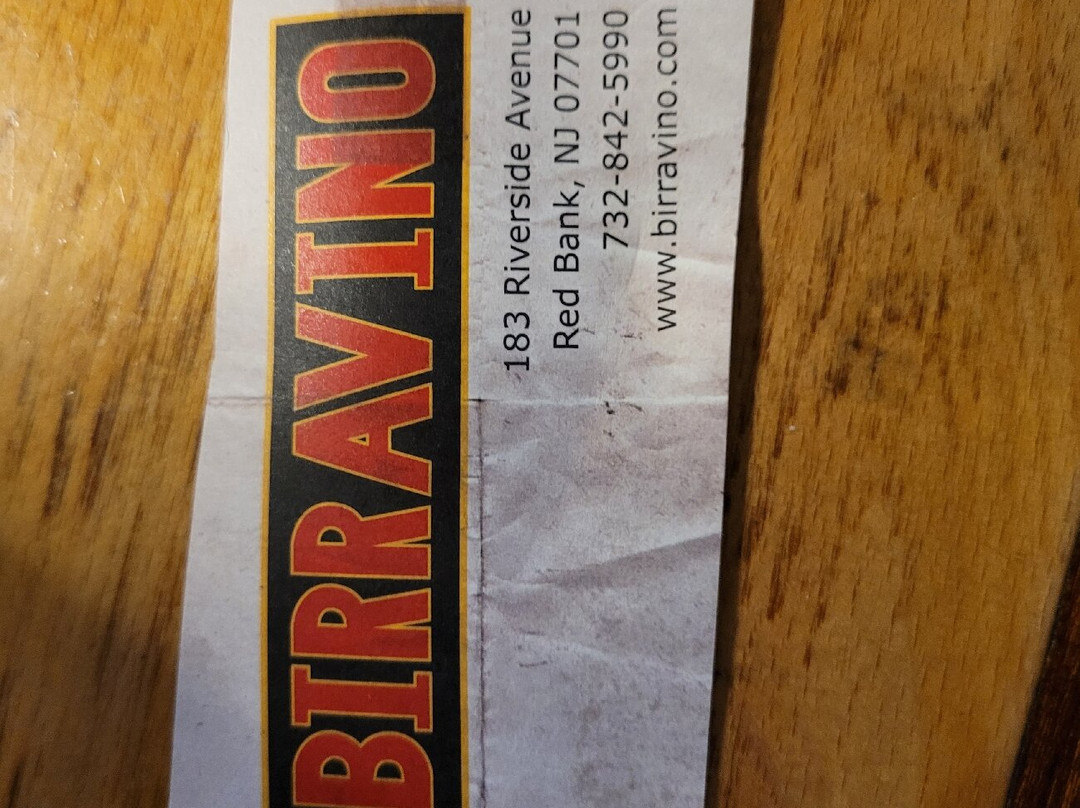 BIRRAVINO
183 Riverside Avenue
Red Bank, NJ 07701
732-842-5990
www.birravino.com